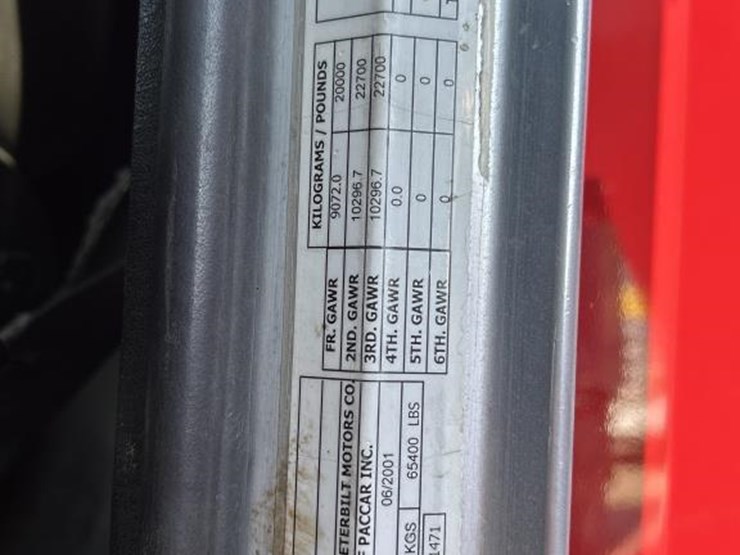 ETERBILT MOTORS CO.
F PACCAR INC.
06/2001
KGS 65400 LBS
1471
KILOGRAMS / POUNDS
FR. GAWR 9072.0 20000
2ND. GAWR 10296.7 22700
3RD. GAWR 10296.7 22700
4TH. GAWR 0.0 0
5TH. GAWR 0 0
6TH. GAWR 0 0